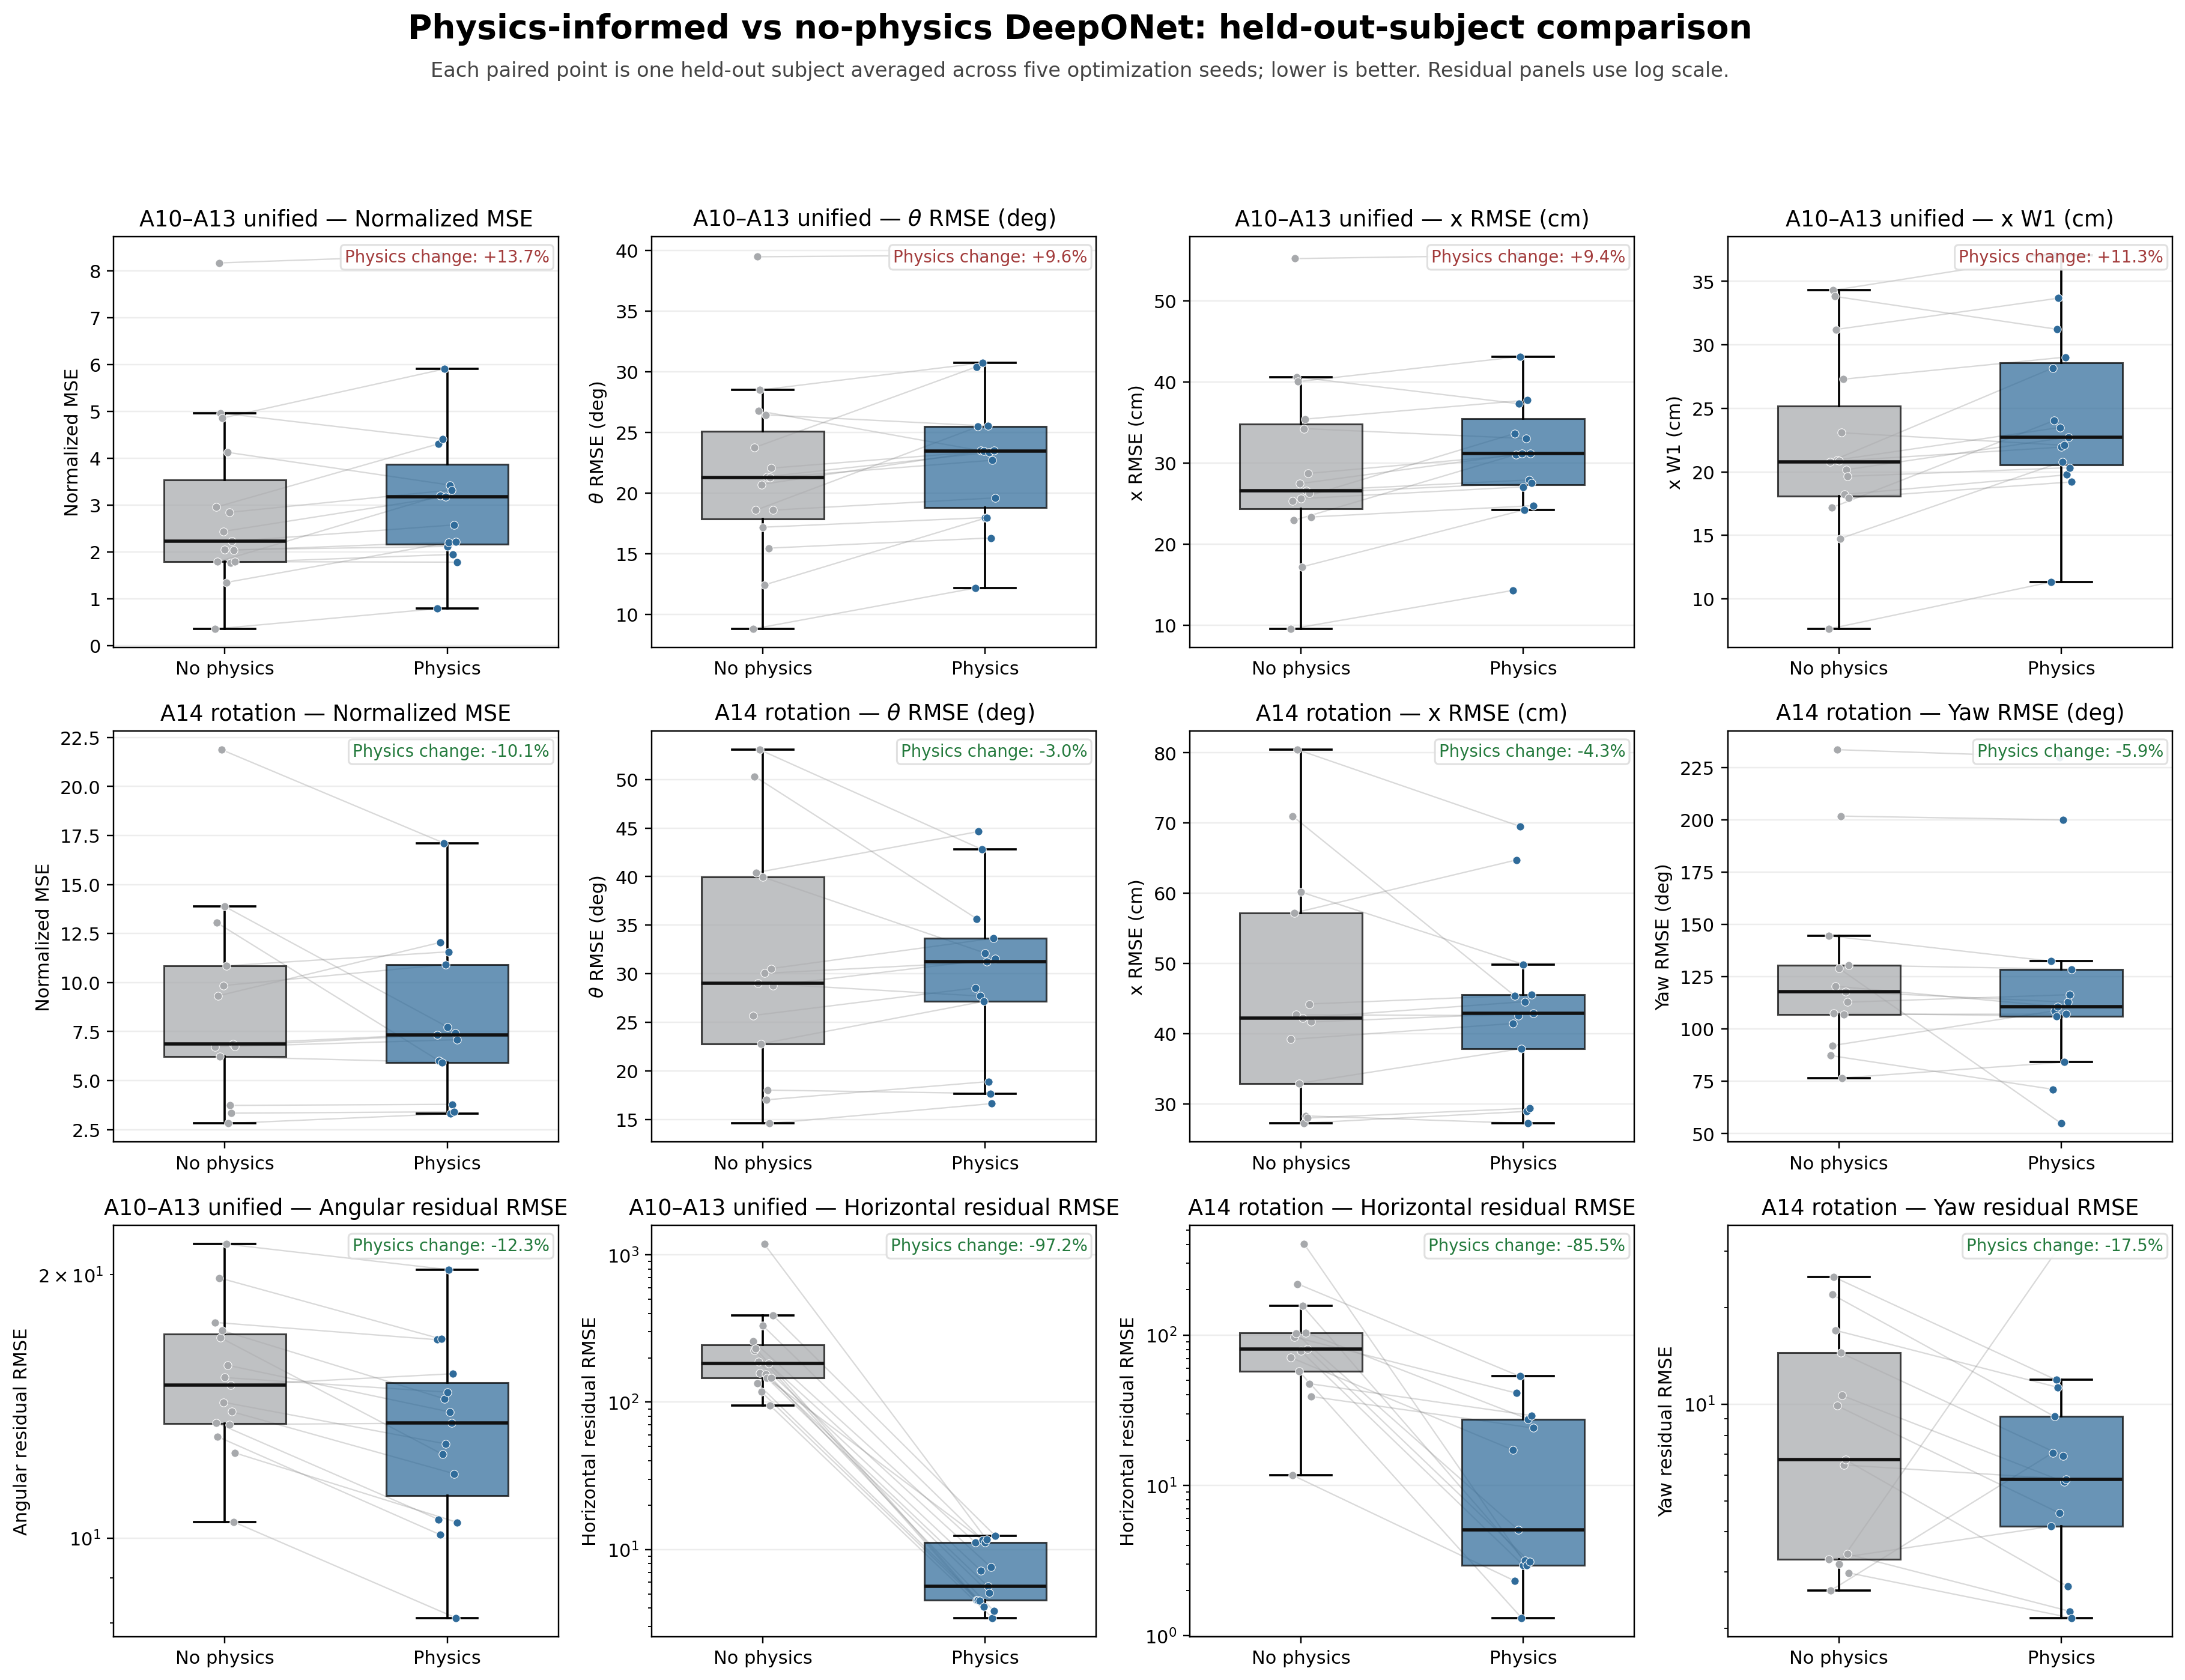 Physics-informed vs no-physics DeepONet: held-out-subject comparison
Each paired point is one held-out subject averaged across five optimization seeds; lower is better. Residual panels use log scale.
A10–A13 unified — Normalized MSE
Physics change: +13.7%
Normalized MSE
8
7
6
5
4
3
2
1
0
No physics
Physics
A10–A13 unified — θ RMSE (deg)
Physics change: +9.6%
θ RMSE (deg)
40
35
30
25
20
15
10
No physics
Physics
A10–A13 unified — x RMSE (cm)
Physics change: +9.4%
x RMSE (cm)
50
40
30
20
10
No physics
Physics
A10–A13 unified — x W1 (cm)
Physics change: +11.3%
x W1 (cm)
35
30
25
20
15
10
No physics
Physics
A14 rotation — Normalized MSE
Physics change: -10.1%
Normalized MSE
22.5
20.0
17.5
15.0
12.5
10.0
7.5
5.0
2.5
No physics
Physics
A14 rotation — θ RMSE (deg)
Physics change: -3.0%
θ RMSE (deg)
50
45
40
35
30
25
20
15
No physics
Physics
A14 rotation — x RMSE (cm)
Physics change: -4.3%
x RMSE (cm)
80
70
60
50
40
30
No physics
Physics
A14 rotation — Yaw RMSE (deg)
Physics change: -5.9%
Yaw RMSE (deg)
225
200
175
150
125
100
75
50
No physics
Physics
A10–A13 unified — Angular residual RMSE
Physics change: -12.3%
Angular residual RMSE
2 × 10¹
10¹
No physics
Physics
A10–A13 unified — Horizontal residual RMSE
Physics change: -97.2%
Horizontal residual RMSE
10³
10²
10¹
No physics
Physics
A14 rotation — Horizontal residual RMSE
Physics change: -85.5%
Horizontal residual RMSE
10²
10¹
10⁰
No physics
Physics
A14 rotation — Yaw residual RMSE
Physics change: -17.5%
Yaw residual RMSE
10¹
No physics
Physics